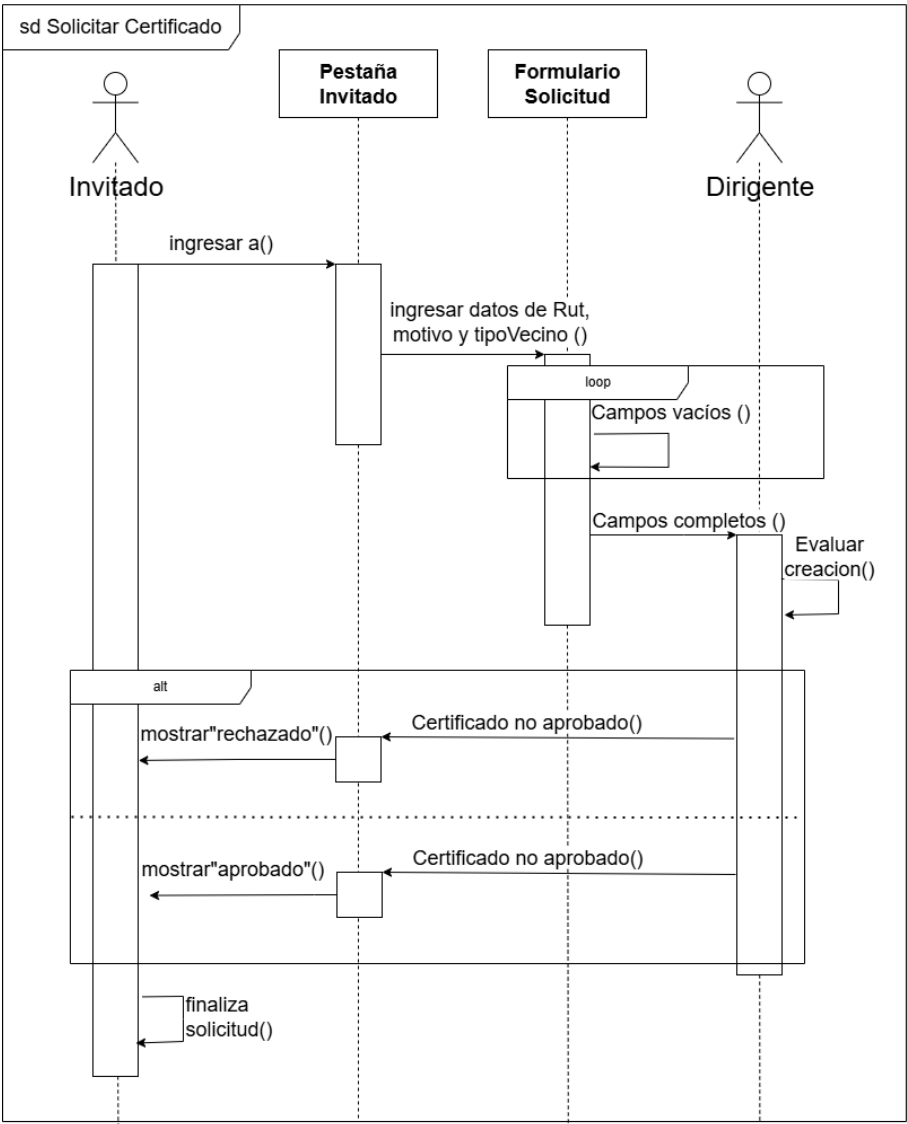 sd Solicitar Certificado
Pestaña
Invitado
Formulario
Solicitud
Invitado
Dirigente
ingresar a()
ingresar datos de Rut,
motivo y tipoVecino ()
loop
Campos vacíos ()
Campos completos ()
Evaluar
creacion()
alt
Certificado no aprobado()
mostrar"rechazado"()
Certificado no aprobado()
mostrar"aprobado"()
finaliza
solicitud()